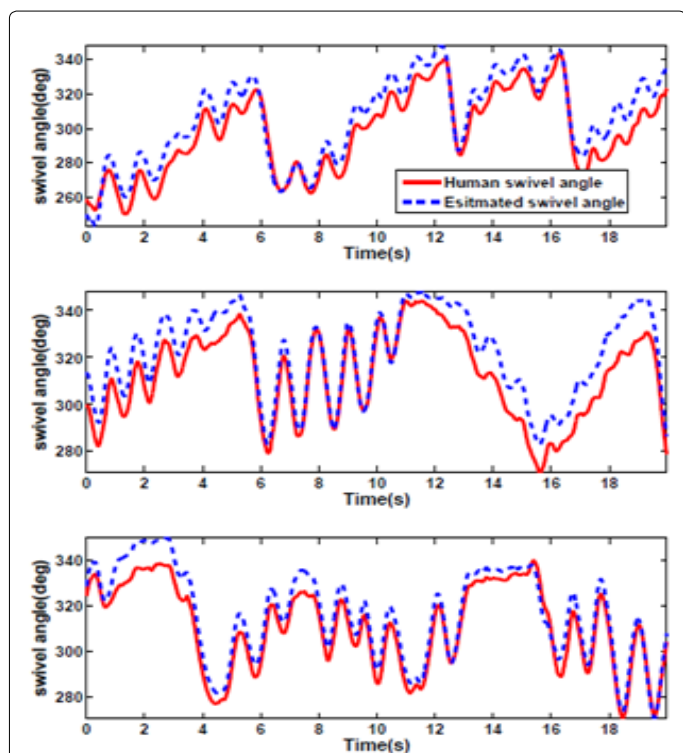 swivel angle(deg)
340
320
300
280
260
Human swivel angle
Esitmated swivel angle
0 2 4 6 8 10 12 14 16 18
Time(s)
swivel angle(deg)
340
320
300
280
0 2 4 6 8 10 12 14 16 18
Time(s)
swivel angle(deg)
340
320
300
280
0 2 4 6 8 10 12 14 16 18
Time(s)